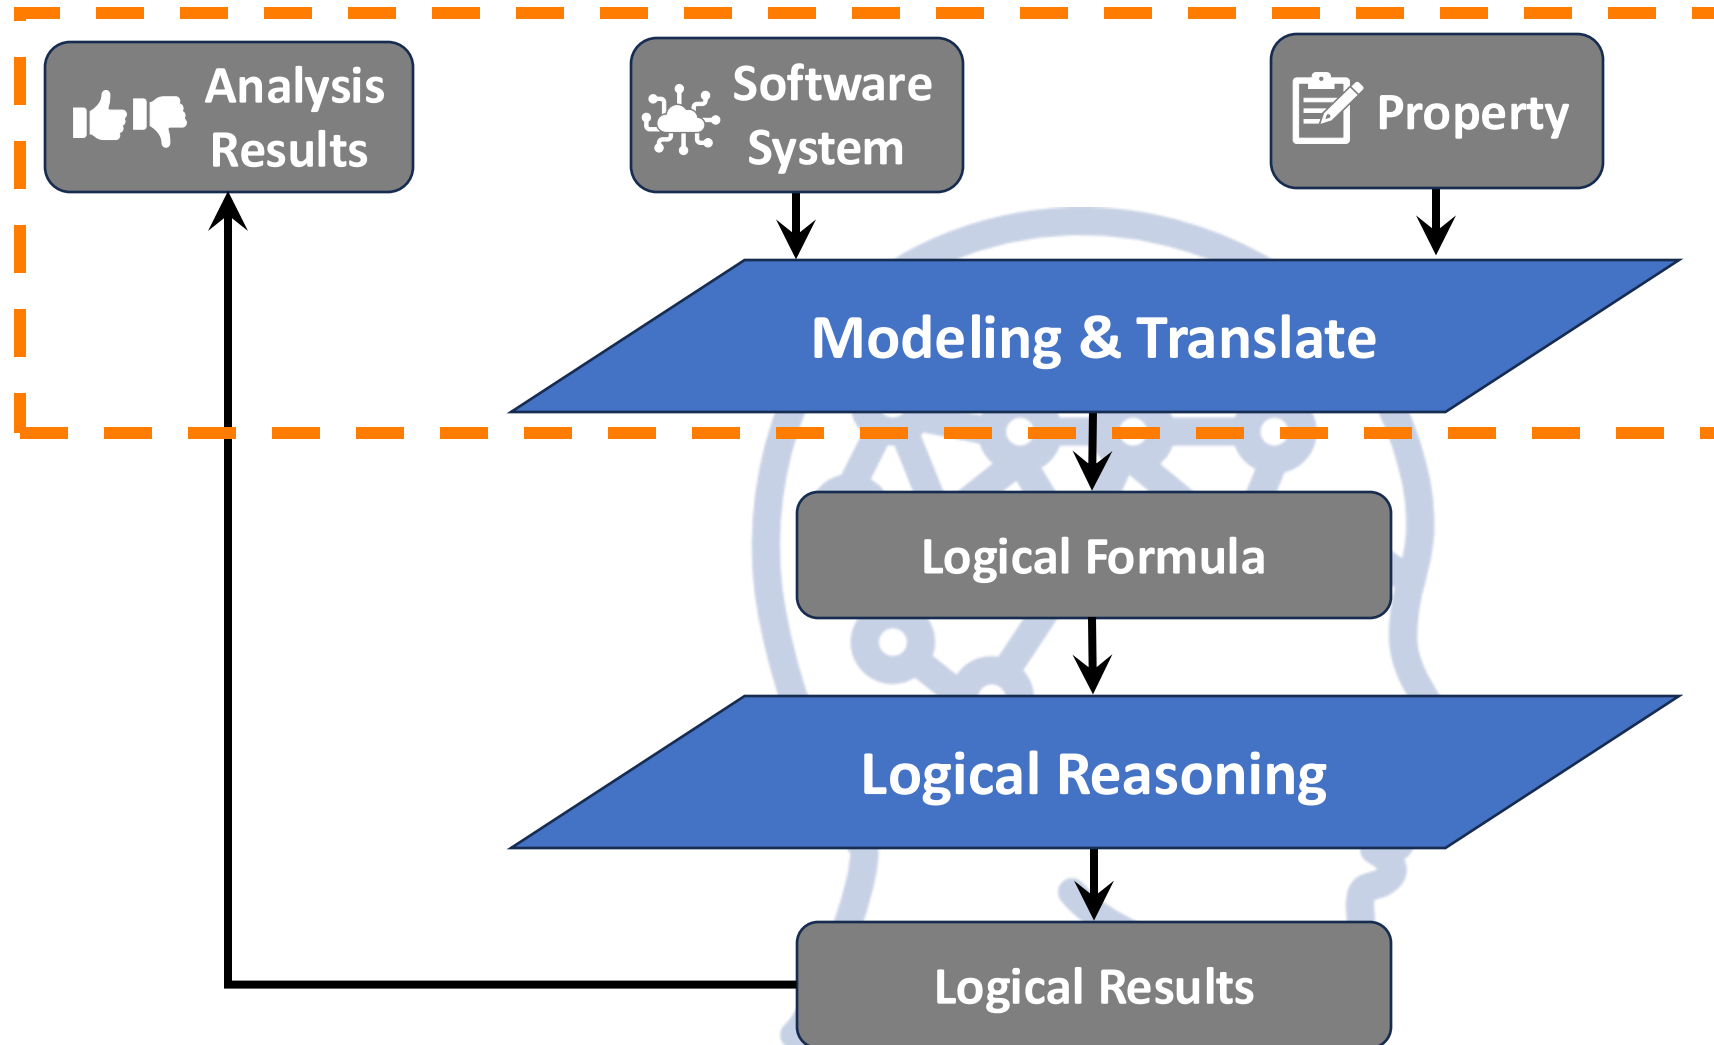 Analysis
Results
Software
System
Property
Modeling & Translate
Logical Formula
Logical Reasoning
Logical Results